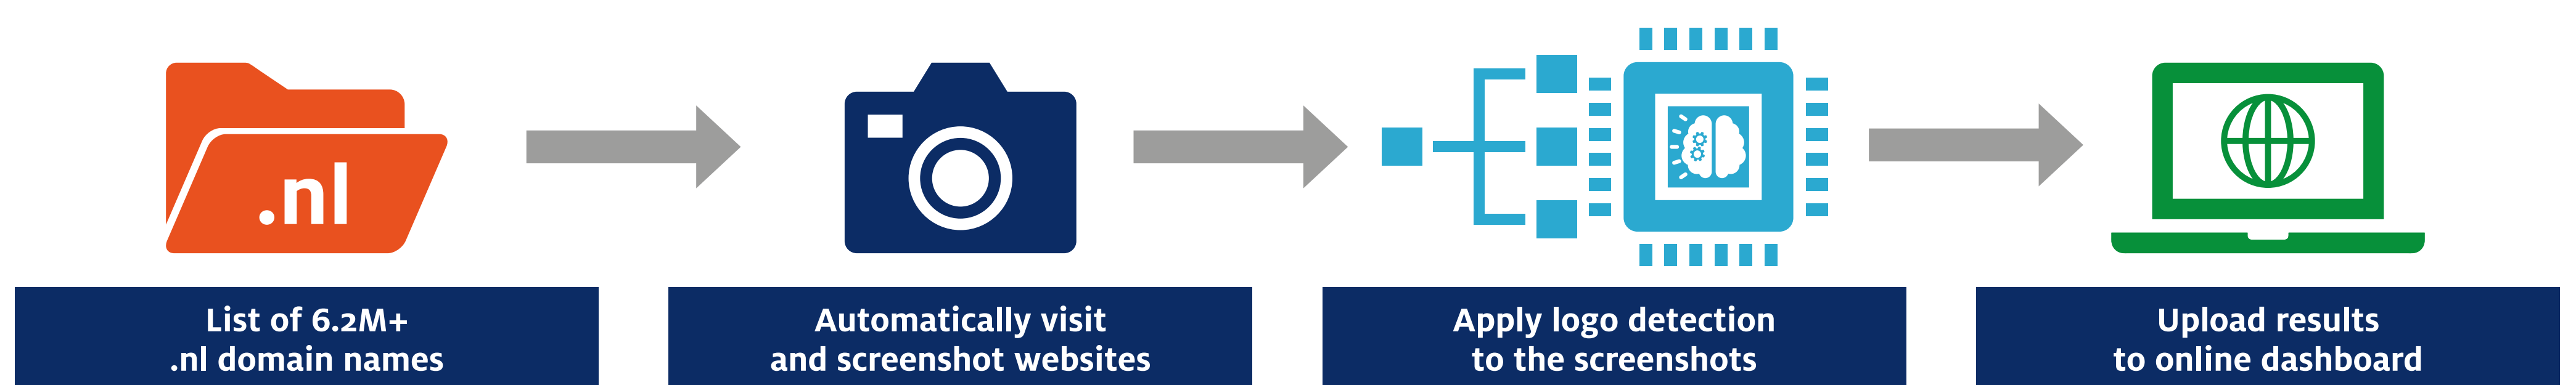 .nl
List of 6.2M+
.nl domain names
Automatically visit
and screenshot websites
Apply logo detection
to the screenshots
Upload results
to online dashboard